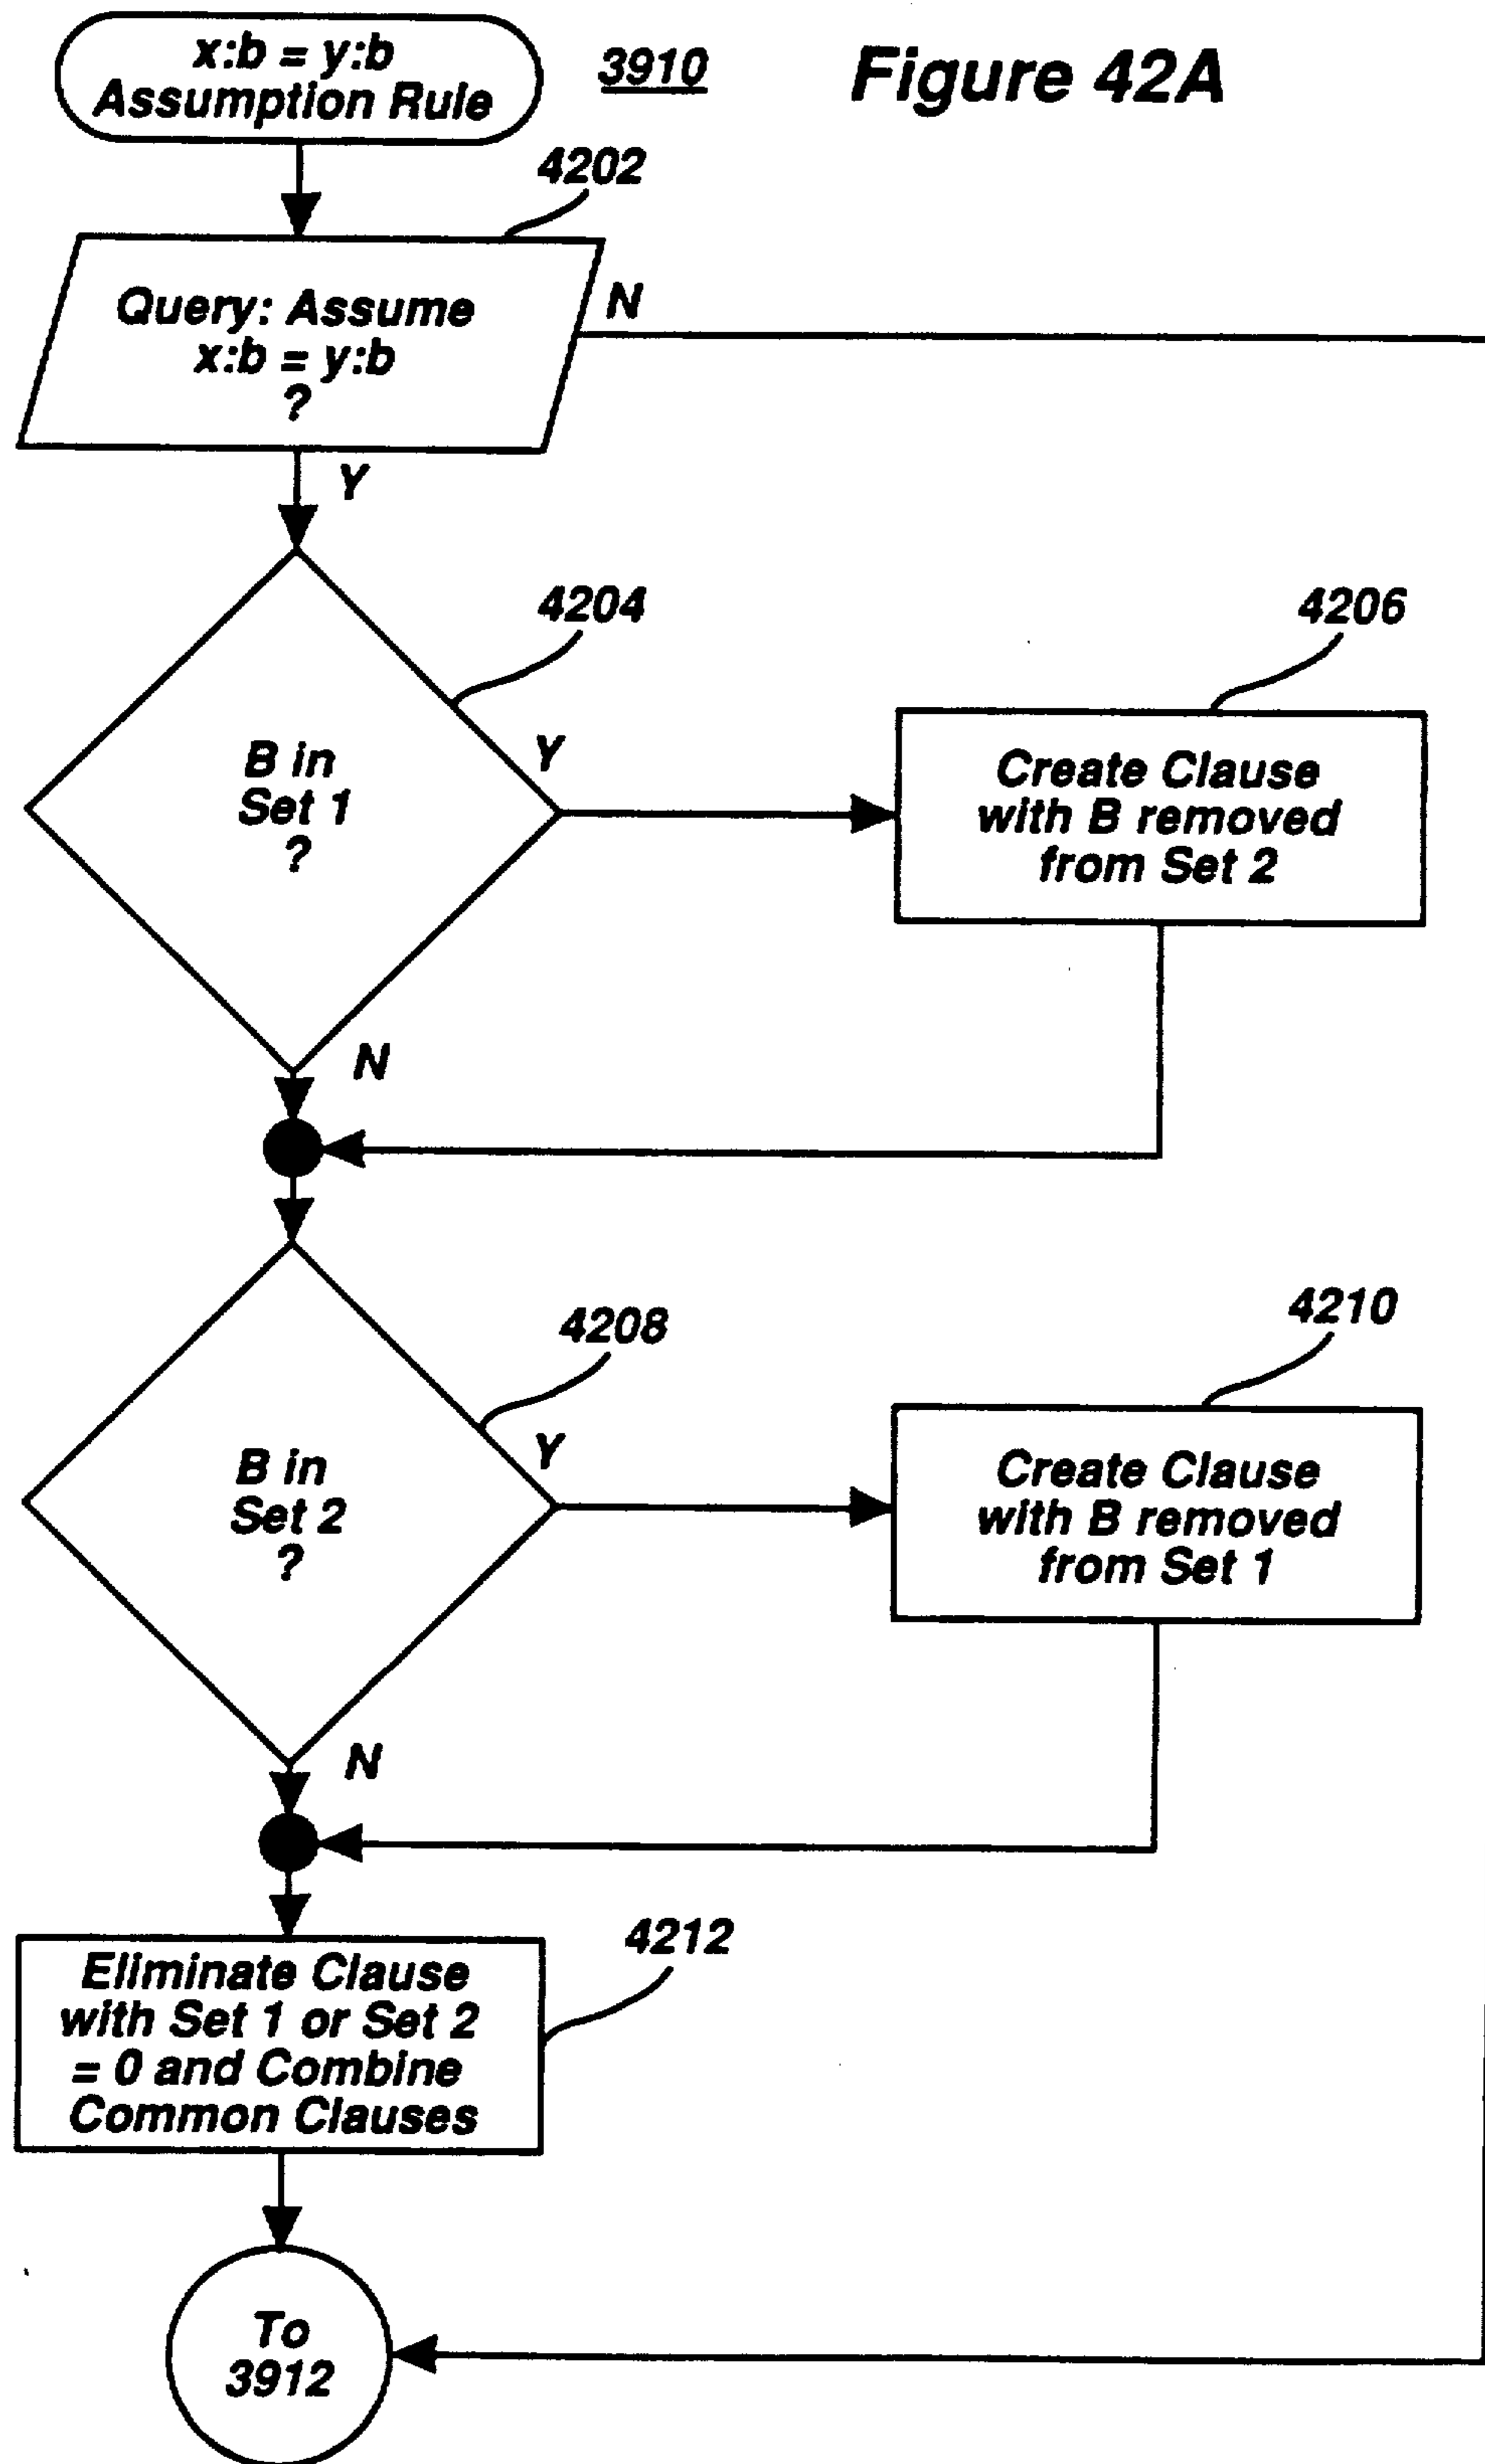 x:b = y:b
Assumption Rule
3910
Figure 42A
4202
Query: Assume
x:b = y:b
?
N
Y
4204
B in
Set 1
?
Y
4206
Create Clause
with B removed
from Set 2
N
4208
B in
Set 2
?
Y
4210
Create Clause
with B removed
from Set 1
N
4212
Eliminate Clause
with Set 1 or Set 2
= 0 and Combine
Common Clauses
To
3912